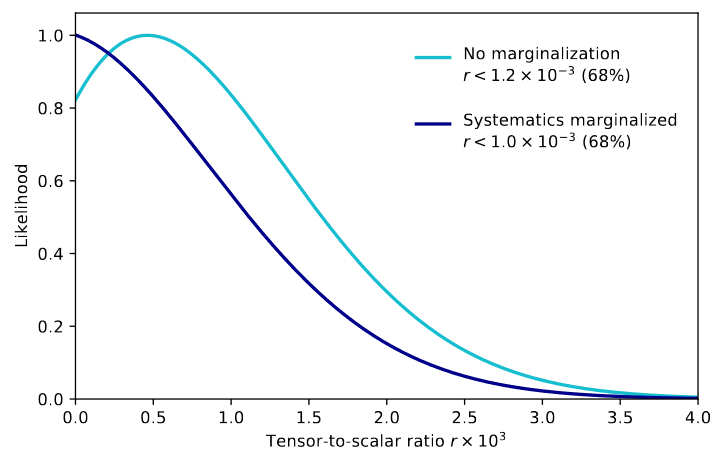 No marginalization
r < 1.2 × 10⁻³ (68%)
Systematics marginalized
r < 1.0 × 10⁻³ (68%)
Likelihood
1.0
0.8
0.6
0.4
0.2
0.0
0.0 0.5 1.0 1.5 2.0 2.5 3.0 3.5 4.0
Tensor-to-scalar ratio r × 10³